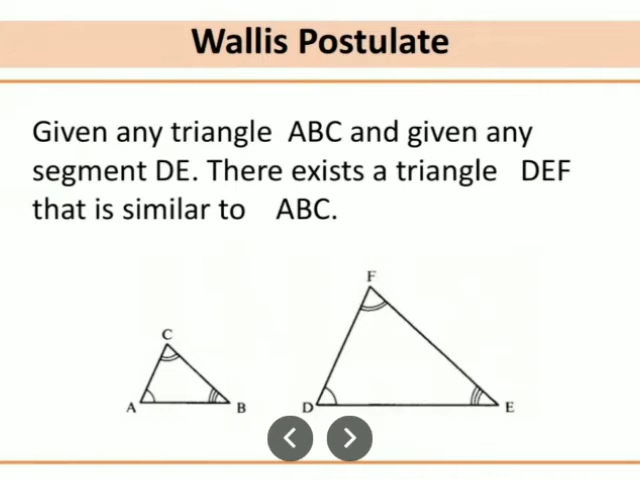 Wallis Postulate
Given any triangle ABC and given any
segment DE. There exists a triangle DEF
that is similar to ABC.
F
C
A
B
D
E